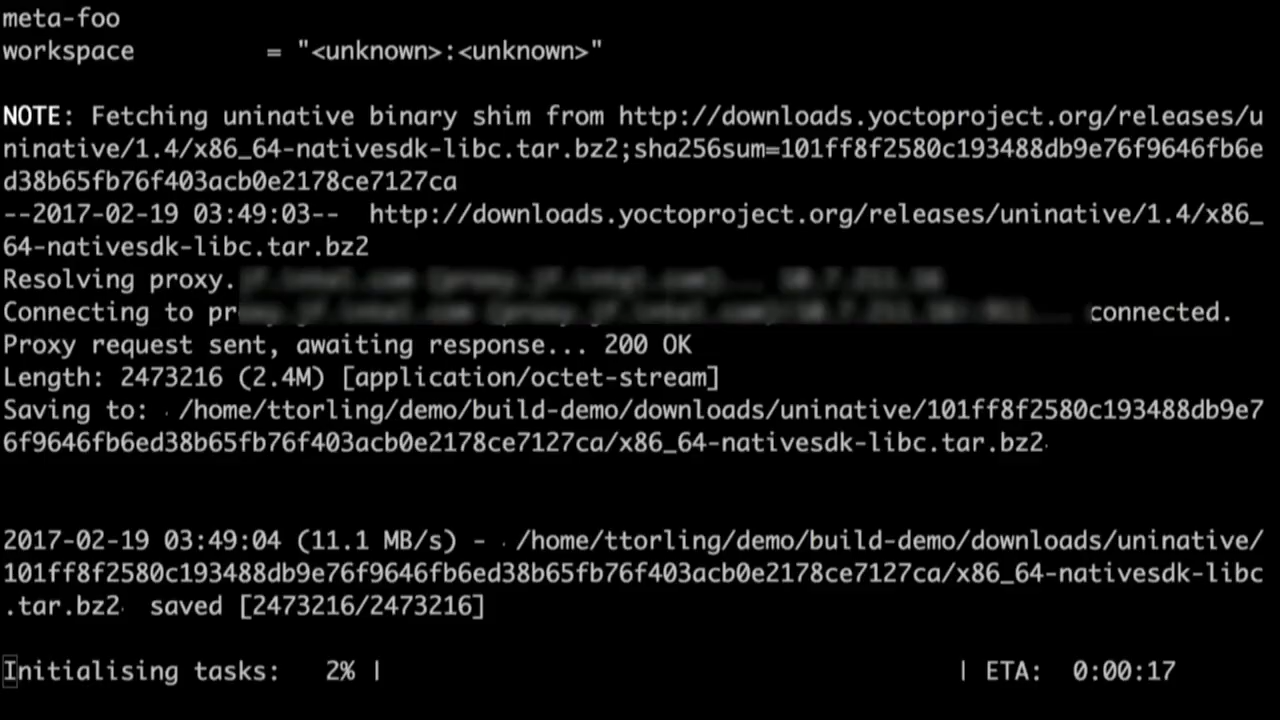 meta-foo
workspace = "<unknown>:<unknown>"
NOTE: Fetching uninative binary shim from http://downloads.yoctoproject.org/releases/u
ninative/1.4/x86_64-nativesdk-libc.tar.bz2;sha256sum=101ff8f2580c193488db9e76f9646fb6e
d38b65fb76f403acb0e2178ce7127ca
--2017-02-19 03:49:03-- http://downloads.yoctoproject.org/releases/uninative/1.4/x86_
64-nativesdk-libc.tar.bz2
Resolving proxy.
Connecting to pr connected.
Proxy request sent, awaiting response... 200 OK
Length: 2473216 (2.4M) [application/octet-stream]
Saving to: /home/ttorling/demo/build-demo/downloads/uninative/101ff8f2580c193488db9e7
6f9646fb6ed38b65fb76f403acb0e2178ce7127ca/x86_64-nativesdk-libc.tar.bz2
2017-02-19 03:49:04 (11.1 MB/s) - /home/ttorling/demo/build-demo/downloads/uninative/
101ff8f2580c193488db9e76f9646fb6ed38b65fb76f403acb0e2178ce7127ca/x86_64-nativesdk-libc
.tar.bz2 saved [2473216/2473216]
Initialising tasks: 2% | | ETA: 0:00:17